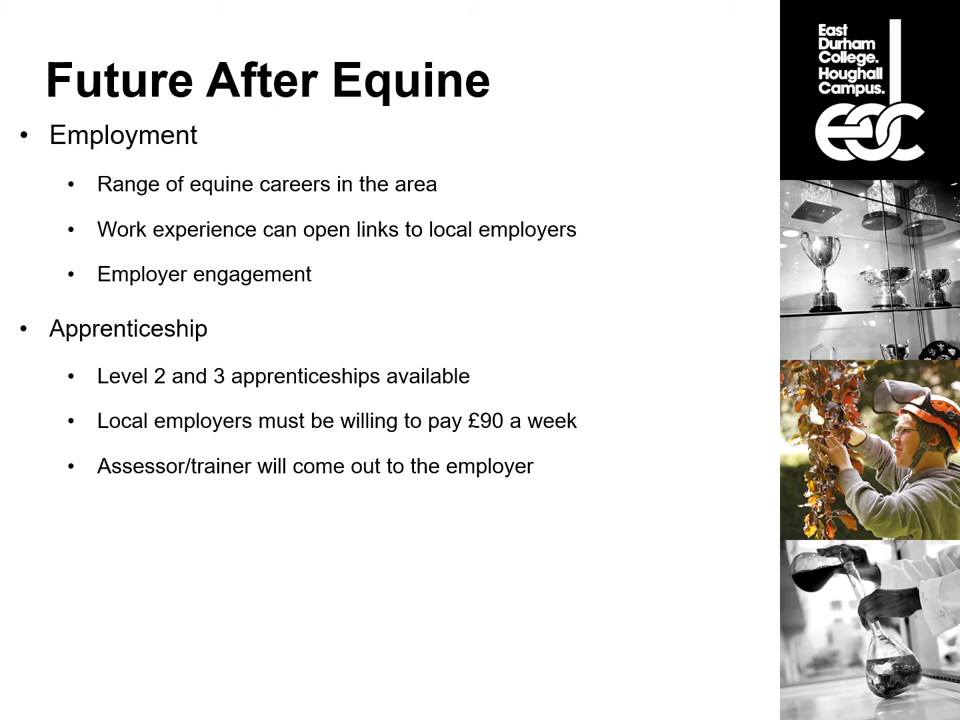 Future After Equine
• Employment
• Range of equine careers in the area
• Work experience can open links to local employers
• Employer engagement
• Apprenticeship
• Level 2 and 3 apprenticeships available
• Local employers must be willing to pay £90 a week
• Assessor/trainer will come out to the employer
East
Durham
College.
Houghall
Campus.
edc